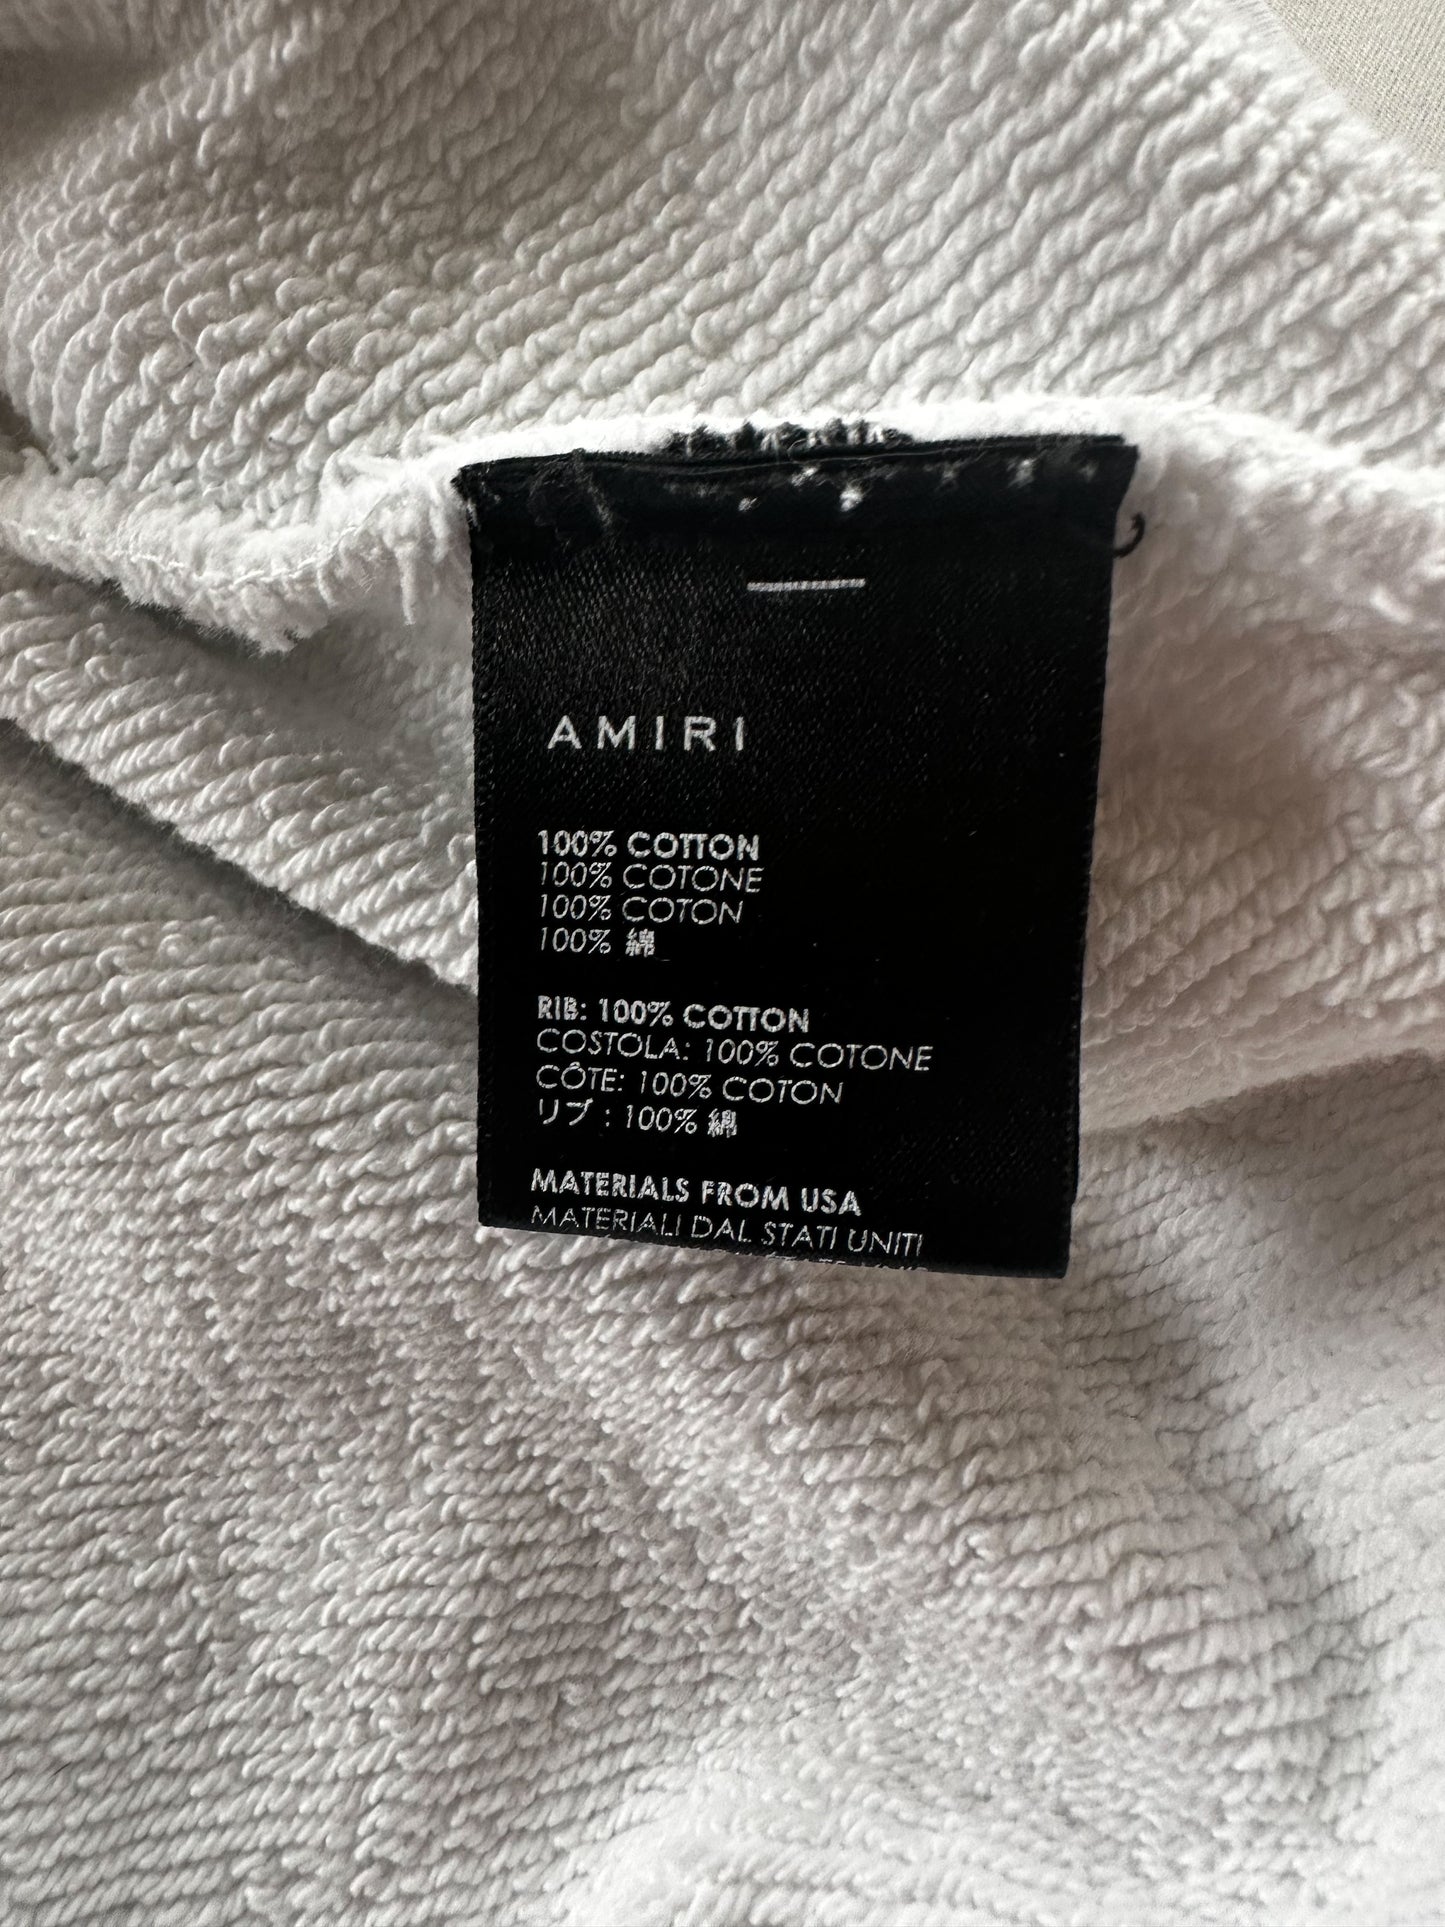 AMIRI
100% COTTON
100% COTONE
100% COTON
100% 綿
RIB: 100% COTTON
COSTOLA: 100% COTONE
CÔTE: 100% COTON
リブ : 100% 綿
MATERIALS FROM USA
MATERIALI DAL STATI UNITI